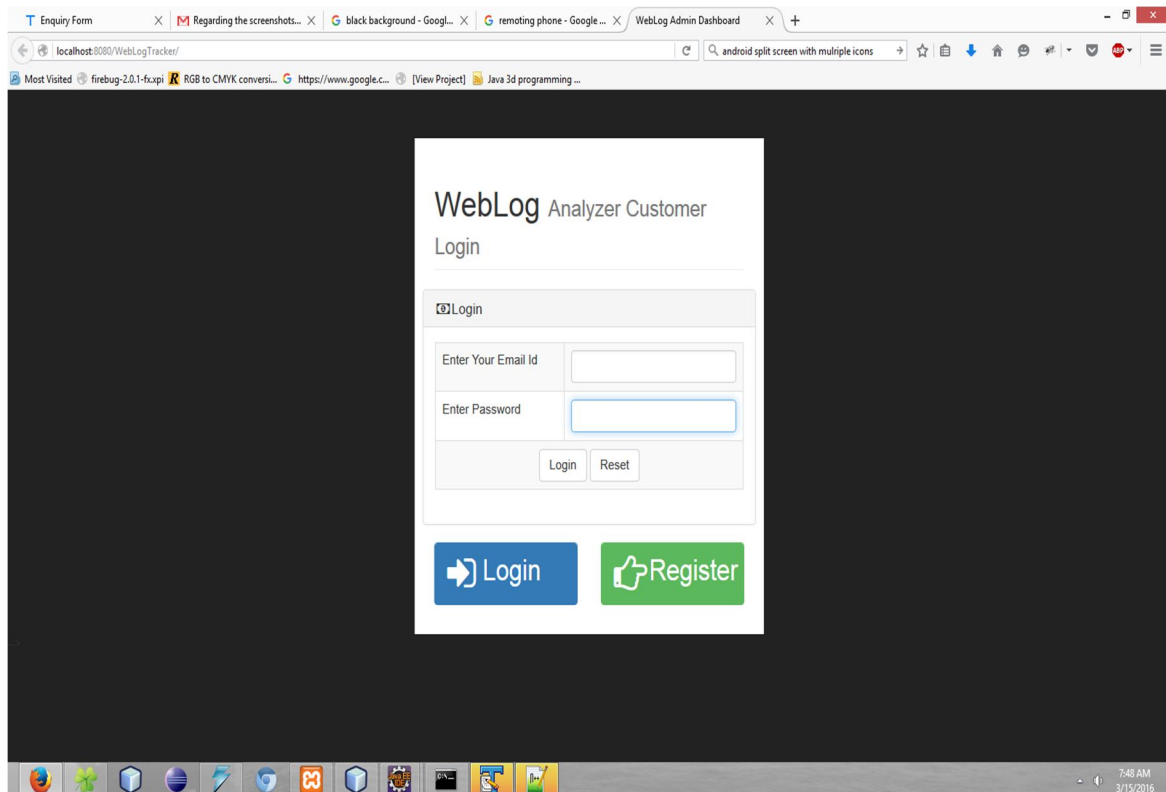 Enquiry Form
Regarding the screenshots...
black background - Googl...
remoting phone - Google ...
WebLog Admin Dashboard
localhost:8080/WebLogTracker/
android split screen with mulriple icons
ABP
Most Visited
firebug-2.0.1-fx.xpi
RGB to CMYK conversi...
https://www.google.c...
[View Project]
Java 3d programming ...
WebLog Analyzer Customer
Login
Login
Enter Your Email Id
Enter Password
Login Reset
Login Register
7:48 AM
3/15/2016